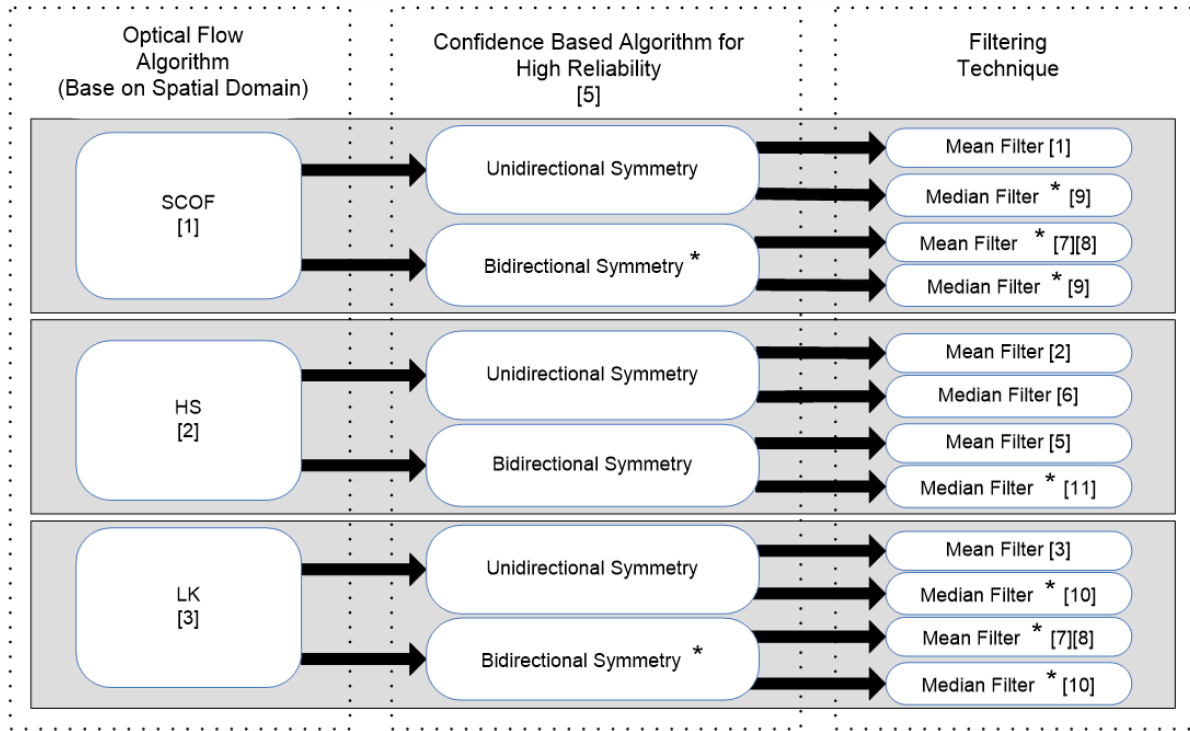 Optical Flow
Algorithm
(Base on Spatial Domain)
Confidence Based Algorithm for
High Reliability
[5]
Filtering
Technique
SCOF
[1]
Unidirectional Symmetry
Bidirectional Symmetry *
Mean Filter [1]
Median Filter * [9]
Mean Filter * [7][8]
Median Filter * [9]
HS
[2]
Unidirectional Symmetry
Bidirectional Symmetry
Mean Filter [2]
Median Filter [6]
Mean Filter [5]
Median Filter * [11]
LK
[3]
Unidirectional Symmetry
Bidirectional Symmetry *
Mean Filter [3]
Median Filter * [10]
Mean Filter * [7][8]
Median Filter * [10]